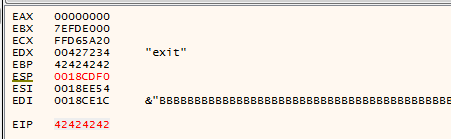 EAX 00000000
EBX 7EFDE000
ECX FFD65A20
EDX 00427234 "exit"
EBP 42424242
ESP 0018CDF0
ESI 0018EE54
EDI 0018CE1C &"BBBBBBBBBBBBBBBBBBBBBBBBBBBBBBBBBBBBBBBBBB
EIP 42424242